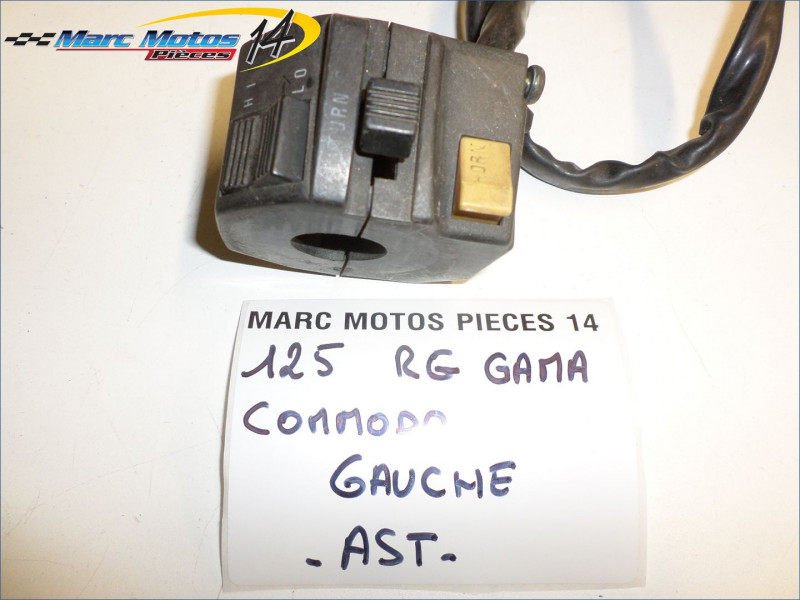 Marc Motos 14
Pièces
HI LO
TURN
HORN
MARC MOTOS PIECES 14
125 RG GAMA
COMMODO
GAUCHE
- AST -